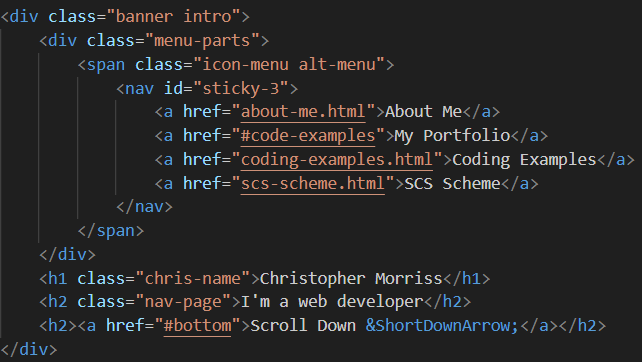 <div class="banner intro">
    <div class="menu-parts">
        <span class="icon-menu alt-menu">
            <nav id="sticky-3">
                <a href="about-me.html">About Me</a>
                <a href="#code-examples">My Portfolio</a>
                <a href="coding-examples.html">Coding Examples</a>
                <a href="scs-scheme.html">SCS Scheme</a>
            </nav>
        </span>
    </div>
    <h1 class="chris-name">Christopher Morriss</h1>
    <h2 class="nav-page">I'm a web developer</h2>
    <h2><a href="#bottom">Scroll Down &ShortDownArrow;</a></h2>
</div>